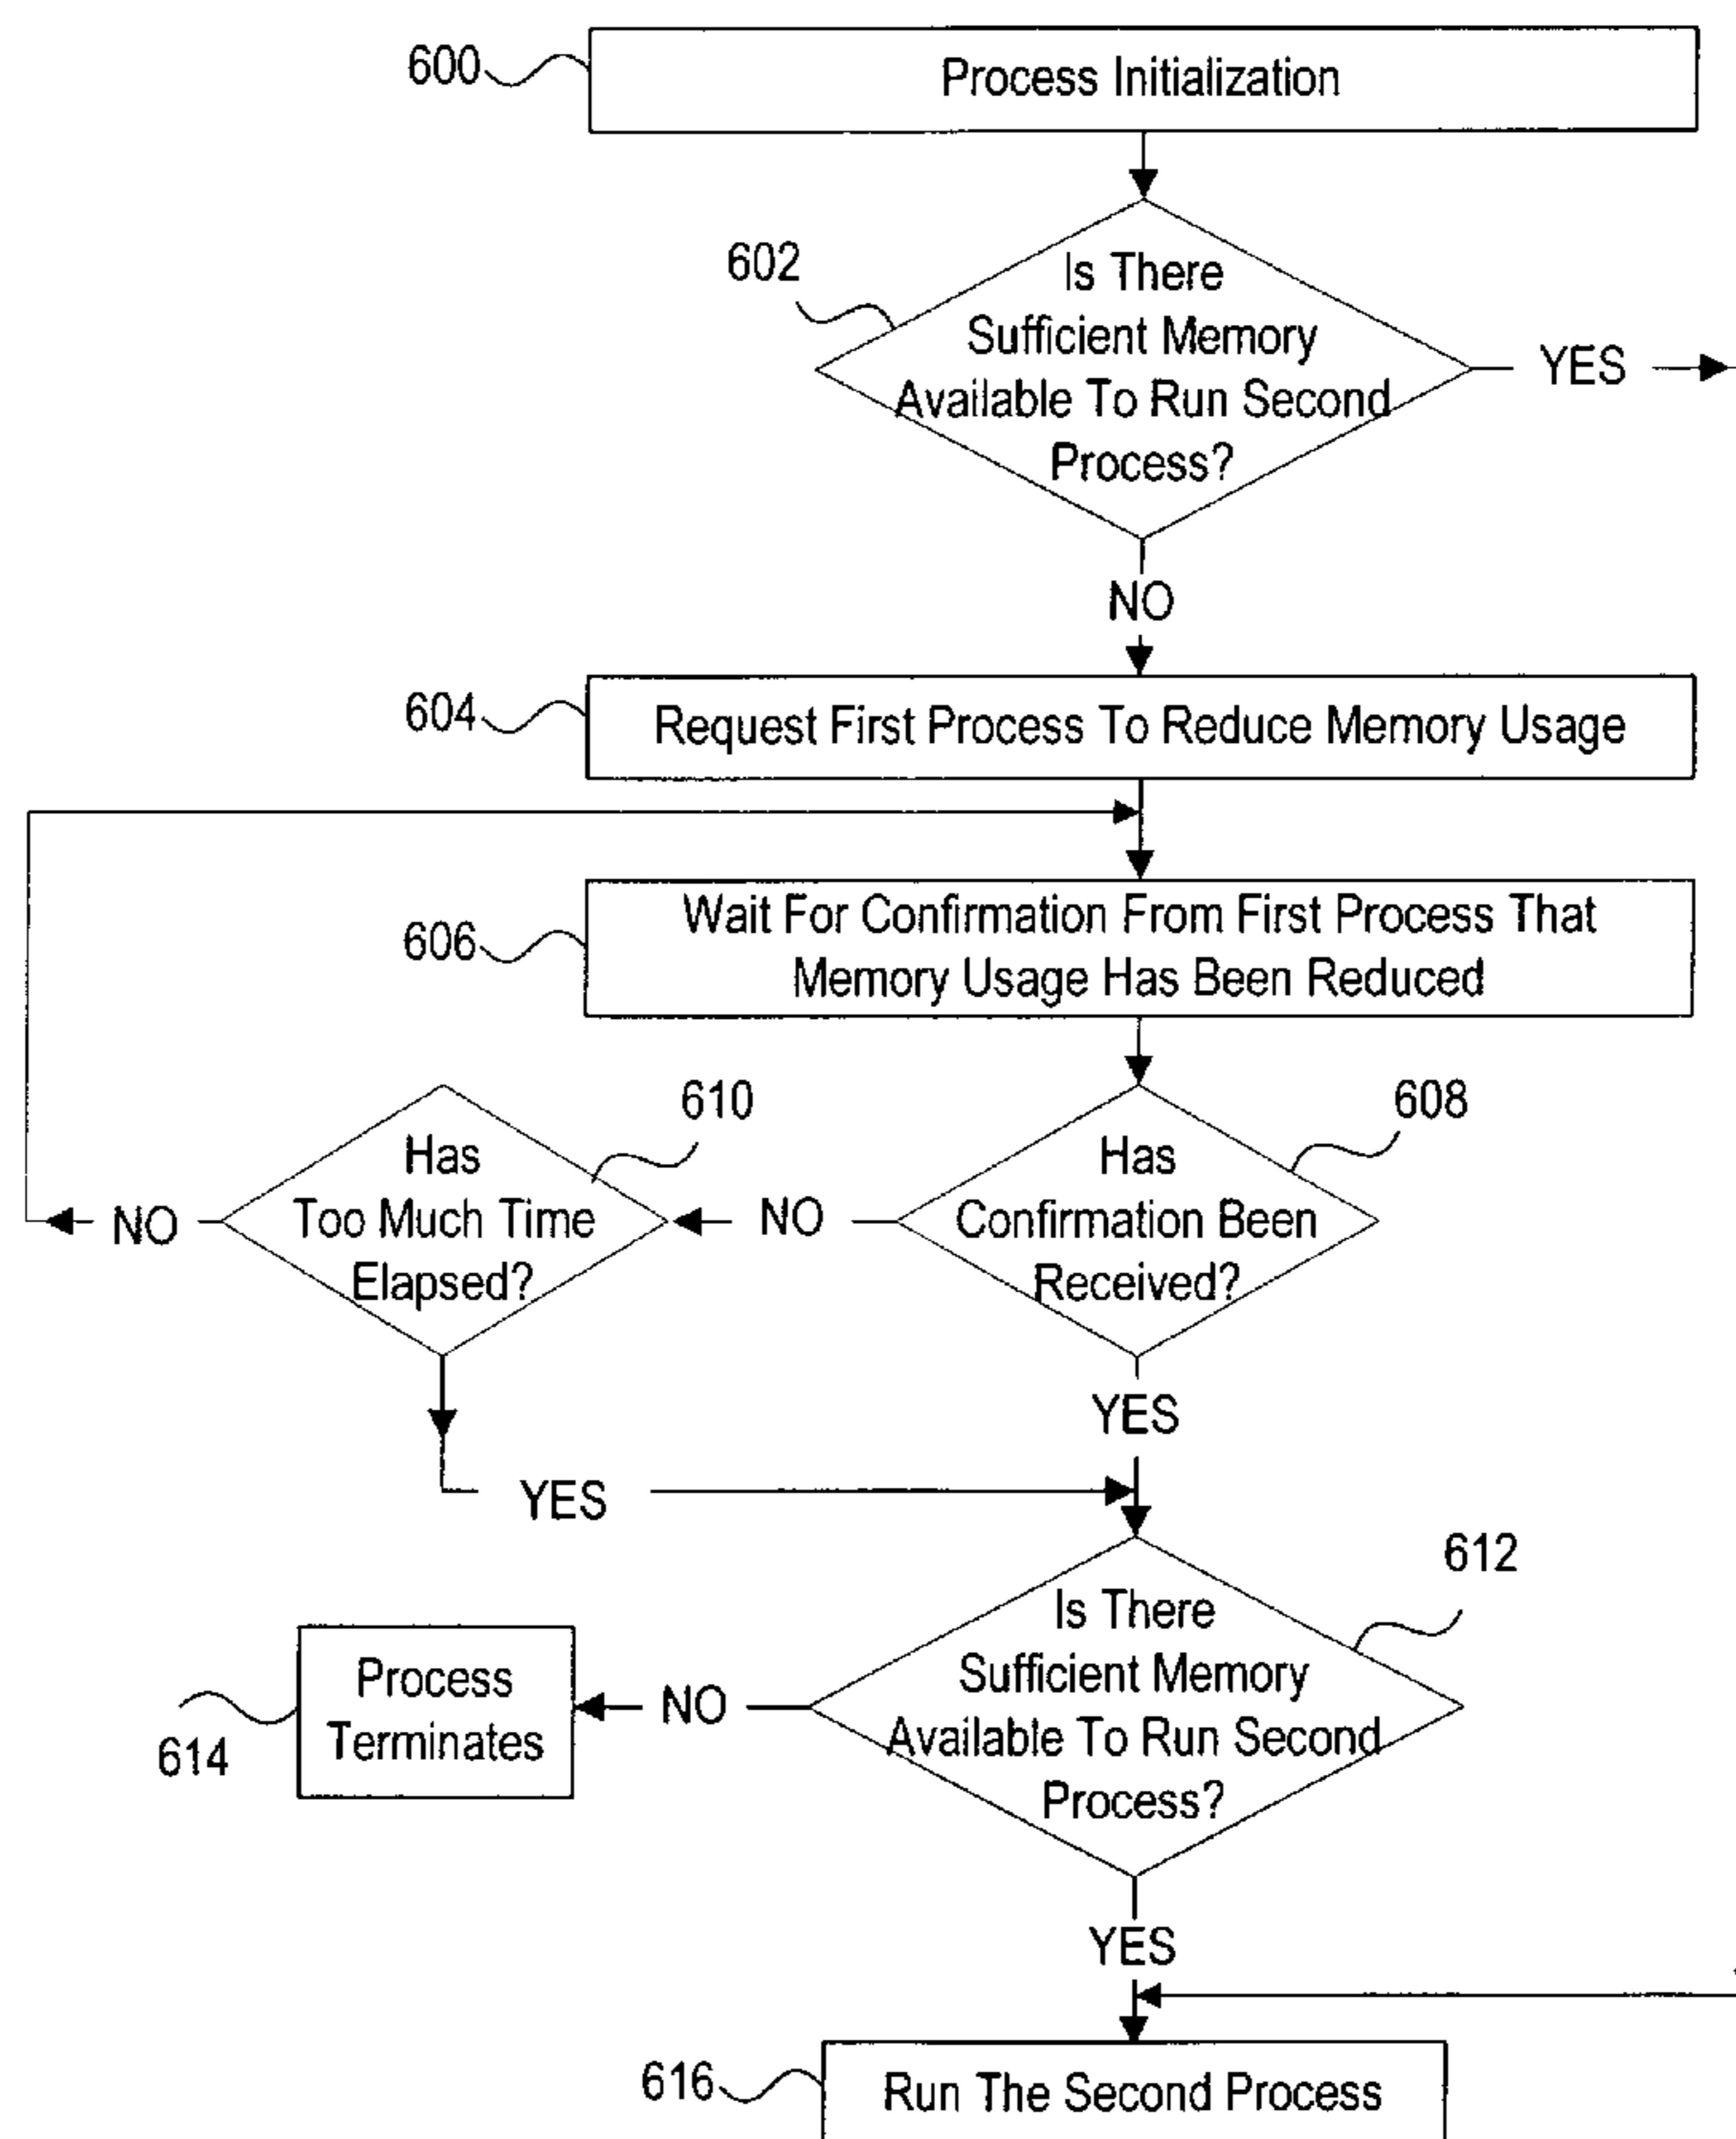 600
Process Initialization
602
Is There
Sufficient Memory
Available To Run Second
Process?
YES
NO
604
Request First Process To Reduce Memory Usage
606
Wait For Confirmation From First Process That
Memory Usage Has Been Reduced
610
608
Has
Too Much Time
Elapsed?
Has
Confirmation Been
Received?
NO
NO
YES
YES
612
Is There
Sufficient Memory
Available To Run Second
Process?
614
Process
Terminates
NO
YES
616
Run The Second Process